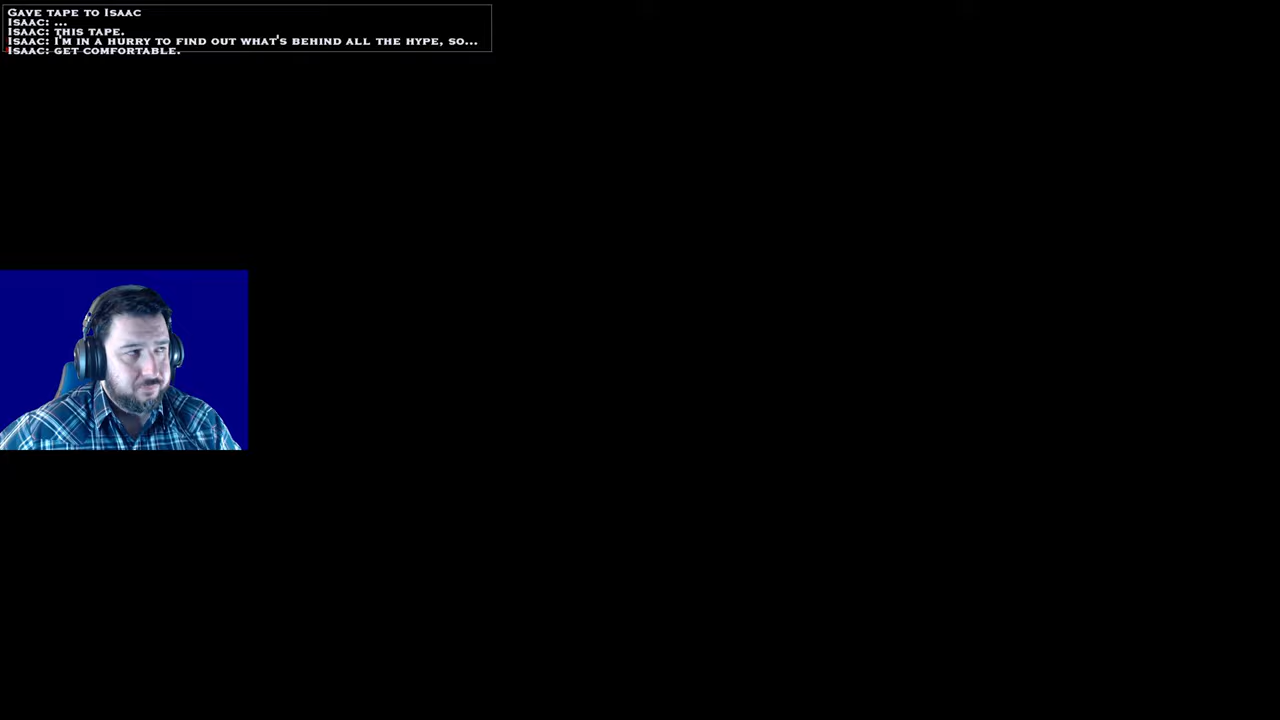 Gave tape to Isaac
Isaac: ...
Isaac: This tape.
Isaac: I'm in a hurry to find out what's behind all the hype, so...
Isaac: Get comfortable.